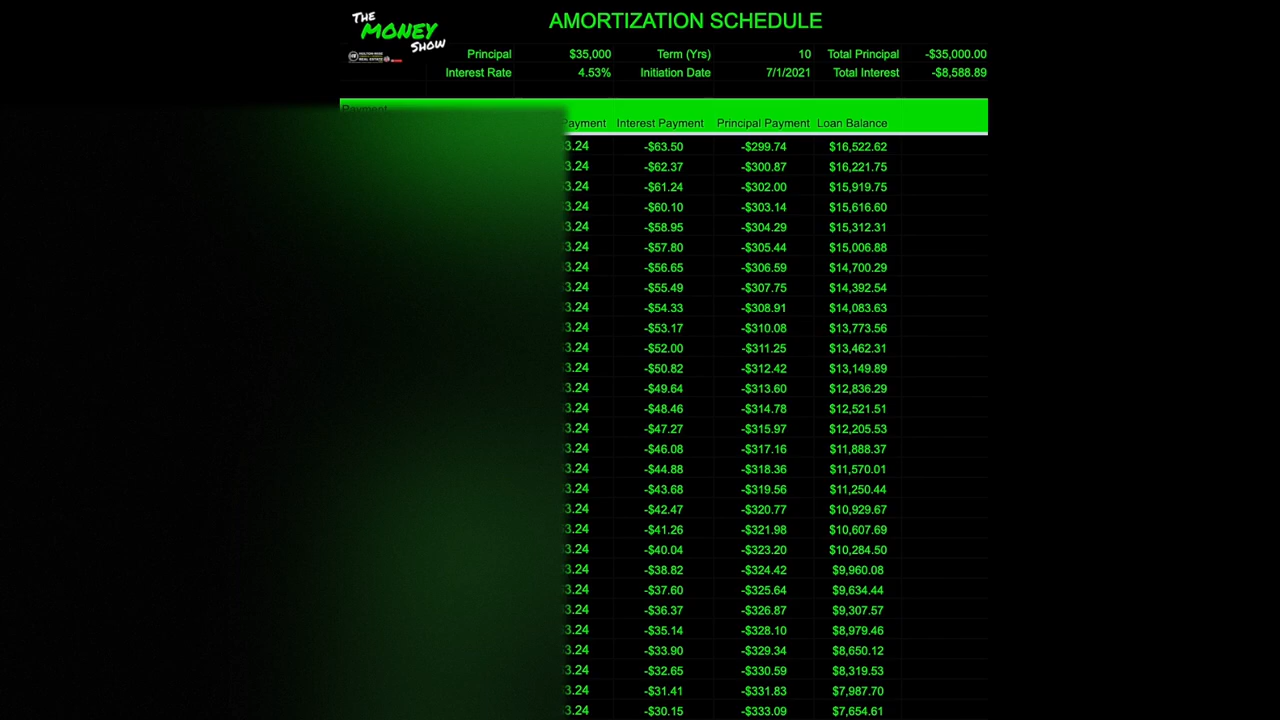 THE
MONEY
SHOW
AMORTIZATION SCHEDULE
Principal $35,000 Term (Yrs) 10 Total Principal -$35,000.00
Interest Rate 4.53% Initiation Date 7/1/2021 Total Interest -$8,588.89
Payment
Payment Interest Payment Principal Payment Loan Balance
3.24 -$63.50 -$299.74 $16,522.62
3.24 -$62.37 -$300.87 $16,221.75
3.24 -$61.24 -$302.00 $15,919.75
3.24 -$60.10 -$303.14 $15,616.60
3.24 -$58.95 -$304.29 $15,312.31
3.24 -$57.80 -$305.44 $15,006.88
3.24 -$56.65 -$306.59 $14,700.29
3.24 -$55.49 -$307.75 $14,392.54
3.24 -$54.33 -$308.91 $14,083.63
3.24 -$53.17 -$310.08 $13,773.56
3.24 -$52.00 -$311.25 $13,462.31
3.24 -$50.82 -$312.42 $13,149.89
3.24 -$49.64 -$313.60 $12,836.29
3.24 -$48.46 -$314.78 $12,521.51
3.24 -$47.27 -$315.97 $12,205.53
3.24 -$46.08 -$317.16 $11,888.37
3.24 -$44.88 -$318.36 $11,570.01
3.24 -$43.68 -$319.56 $11,250.44
3.24 -$42.47 -$320.77 $10,929.67
3.24 -$41.26 -$321.98 $10,607.69
3.24 -$40.04 -$323.20 $10,284.50
3.24 -$38.82 -$324.42 $9,960.08
3.24 -$37.60 -$325.64 $9,634.44
3.24 -$36.37 -$326.87 $9,307.57
3.24 -$35.14 -$328.10 $8,979.46
3.24 -$33.90 -$329.34 $8,650.12
3.24 -$32.65 -$330.59 $8,319.53
3.24 -$31.41 -$331.83 $7,987.70
3.24 -$30.15 -$333.09 $7,654.61